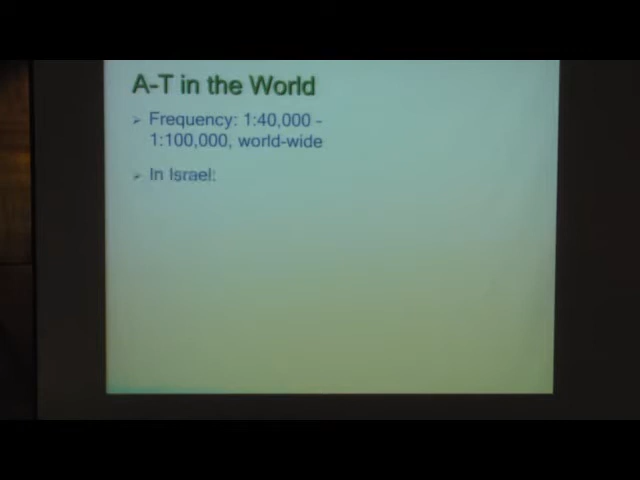 A-T in the World
Frequency: 1:40,000 -
1:100,000, world-wide
In Israel: